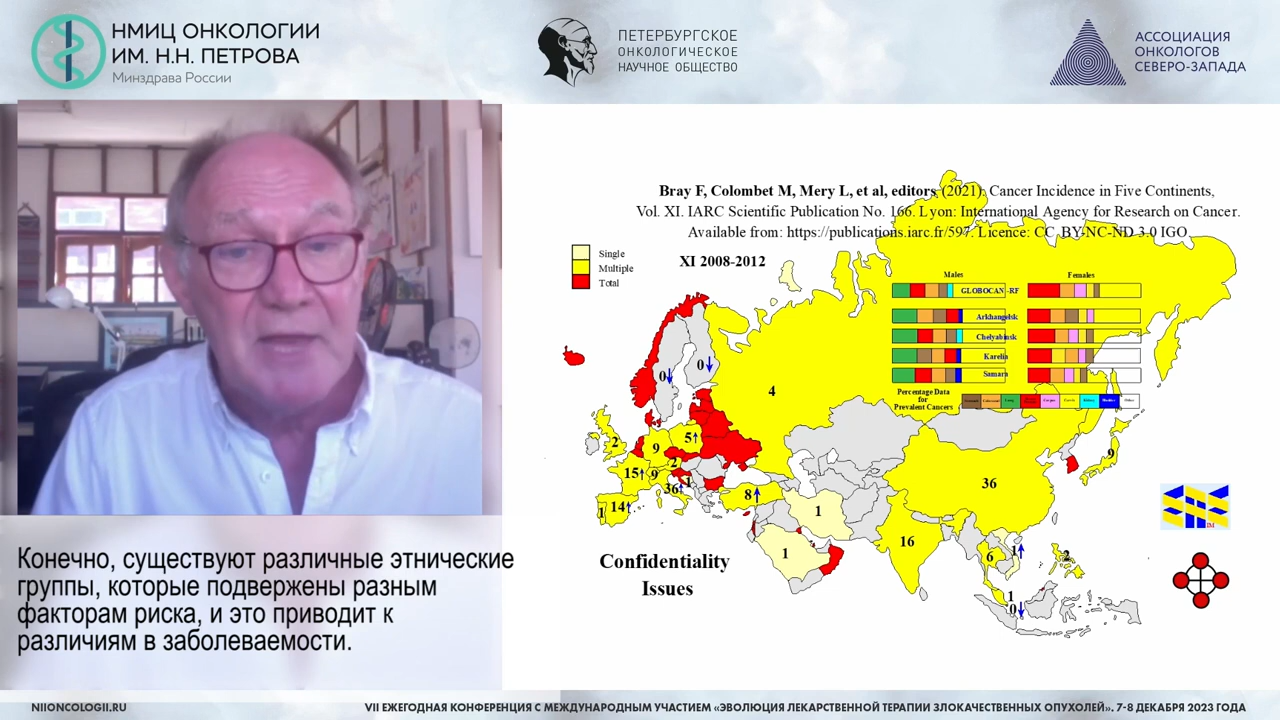 НМИЦ ОНКОЛОГИИ
ИМ. Н.Н. ПЕТРОВА
Минздрава России
ПЕТЕРБУРГСКОЕ
ОНКОЛОГИЧЕСКОЕ
НАУЧНОЕ ОБЩЕСТВО
АССОЦИАЦИЯ
ОНКОЛОГОВ
СЕВЕРО-ЗАПАДА
Bray F, Colombet M, Mery L, et al, editors (2021). Cancer Incidence in Five Continents,
Vol. XI. IARC Scientific Publication No. 166. Lyon: International Agency for Research on Cancer.
Available from: https://publications.iarc.fr/597. Licence: CC BY-NC-ND 3.0 IGO.
Single
Multiple
Total
XI 2008-2012
Males
Females
GLOBOCAN -RF
Arkhangelsk
Chelyabinsk
Karelia
Samara
Percentage Data
for
Prevalent Cancers
0↓
0↓
4
2
9
5↑
2
15↑
9
36↑
1
1
14↑
8↑
1
1
16
36
9
6
1↑
2
1
0↓
Confidentiality
Issues
IM
Конечно, существуют различные этнические
группы, которые подвержены разным
факторам риска, и это приводит к
различиям в заболеваемости.
NIIONCOLOGII.RU
VII ЕЖЕГОДНАЯ КОНФЕРЕНЦИЯ С МЕЖДУНАРОДНЫМ УЧАСТИЕМ «ЭВОЛЮЦИЯ ЛЕКАРСТВЕННОЙ ТЕРАПИИ ЗЛОКАЧЕСТВЕННЫХ ОПУХОЛЕЙ». 7-8 ДЕКАБРЯ 2023 ГОДА